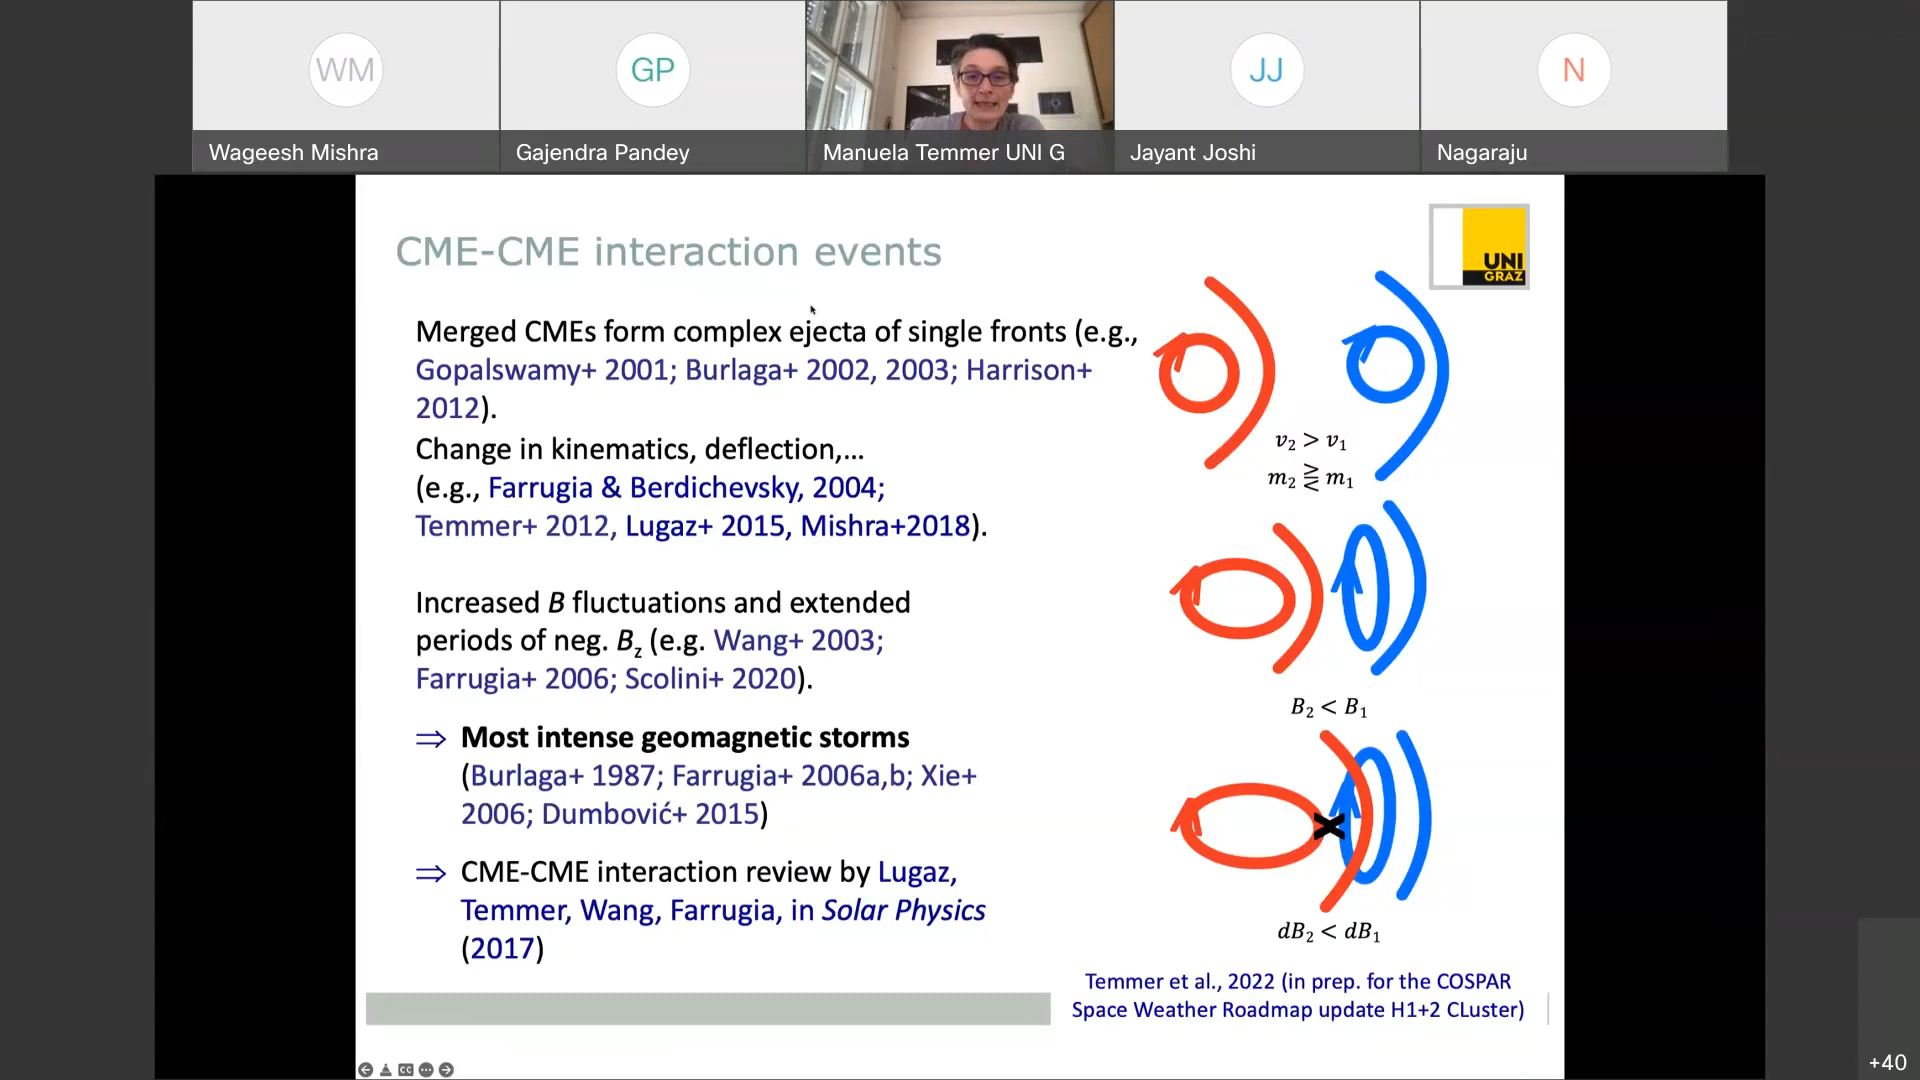 WM
GP
JJ
N
Wageesh Mishra
Gajendra Pandey
Manuela Temmer UNI G
Jayant Joshi
Nagaraju
CME-CME interaction events
UNI
GRAZ
Merged CMEs form complex ejecta of single fronts (e.g.,
Gopalswamy+ 2001; Burlaga+ 2002, 2003; Harrison+
2012).
Change in kinematics, deflection,...
(e.g., Farrugia & Berdichevsky, 2004;
Temmer+ 2012, Lugaz+ 2015, Mishra+2018).
Increased B fluctuations and extended
periods of neg. Bz (e.g. Wang+ 2003;
Farrugia+ 2006; Scolini+ 2020).
⇒ Most intense geomagnetic storms
(Burlaga+ 1987; Farrugia+ 2006a,b; Xie+
2006; Dumbović+ 2015)
⇒ CME-CME interaction review by Lugaz,
Temmer, Wang, Farrugia, in Solar Physics
(2017)
v₂ > v₁
m₂ ⪌ m₁
B₂ < B₁
dB₂ < dB₁
Temmer et al., 2022 (in prep. for the COSPAR
Space Weather Roadmap update H1+2 CLuster)
CC
+40